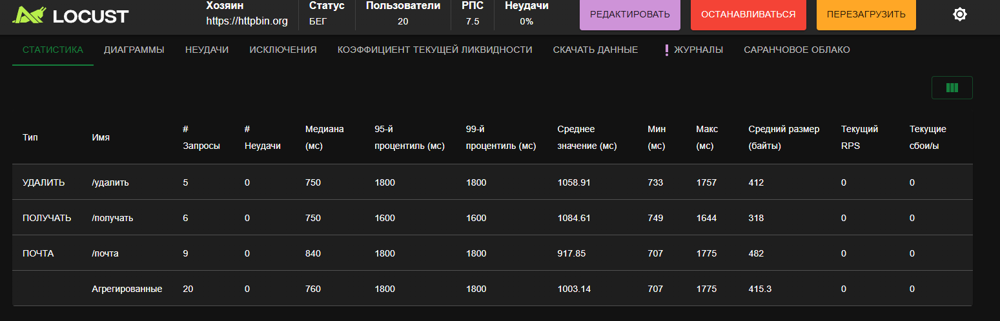 LOCUST
Хозяин Статус Пользователи РПС Неудачи
https://httpbin.org БЕГ 20 7.5 0%
РЕДАКТИРОВАТЬ ОСТАНАВЛИВАТЬСЯ ПЕРЕЗАГРУЗИТЬ
СТАТИСТИКА ДИАГРАММЫ НЕУДАЧИ ИСКЛЮЧЕНИЯ КОЭФФИЦИЕНТ ТЕКУЩЕЙ ЛИКВИДНОСТИ СКАЧАТЬ ДАННЫЕ ЖУРНАЛЫ САРАНЧОВОЕ ОБЛАКО
# # Медиана 95-й 99-й Среднее Мин Макс Средний размер Текущий Текущие
Тип Имя
Запросы Неудачи (мс) процентиль (мс) процентиль (мс) значение (мс) (мс) (мс) (байты) RPS сбои/ы
УДАЛИТЬ /удалить 5 0 750 1800 1800 1058.91 733 1757 412 0 0
ПОЛУЧАТЬ /получать 6 0 750 1600 1600 1084.61 749 1644 318 0 0
ПОЧТА /почта 9 0 840 1800 1800 917.85 707 1775 482 0 0
Агрегированные 20 0 760 1800 1800 1003.14 707 1775 415.3 0 0